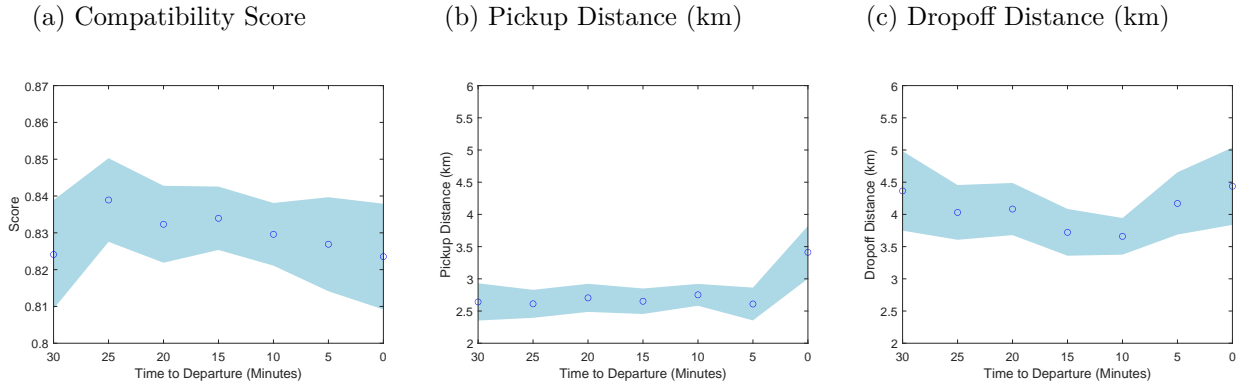 (a) Compatibility Score
(b) Pickup Distance (km)
(c) Dropoff Distance (km)
0.87
0.86
0.85
0.84
0.83
0.82
0.81
0.8
Score
30 25 20 15 10 5 0
Time to Departure (Minutes)
6
5.5
5
4.5
4
3.5
3
2.5
2
Pickup Distance (km)
30 25 20 15 10 5 0
Time to Departure (Minutes)
6
5.5
5
4.5
4
3.5
3
2.5
2
Dropoff Distance (km)
30 25 20 15 10 5 0
Time to Departure (Minutes)